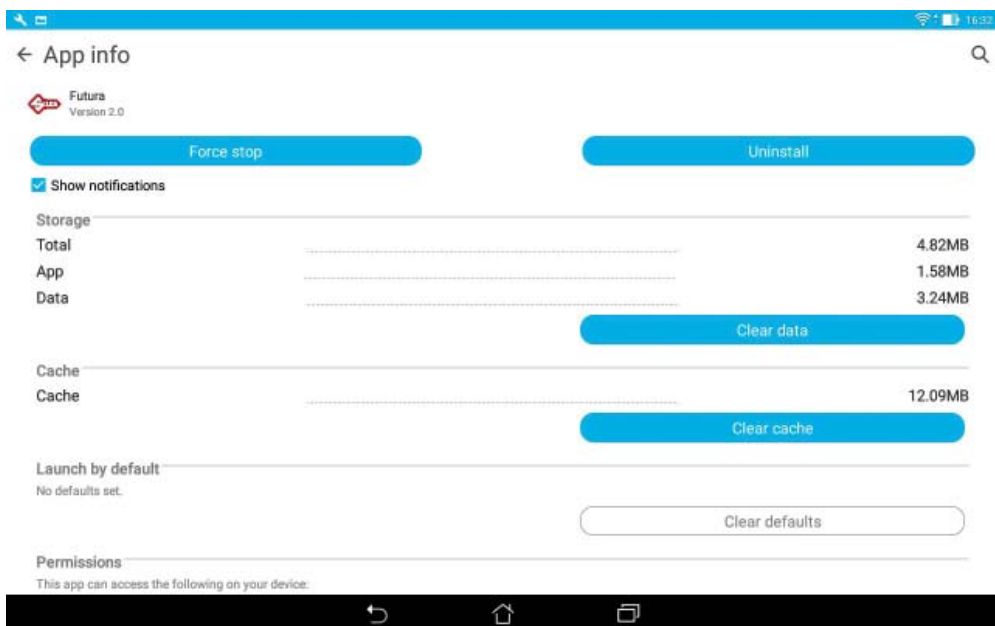 16:32
App info
Futura
Version 2.0
Force stop
Uninstall
Show notifications
Storage
Total 4.82MB
App 1.58MB
Data 3.24MB
Clear data
Cache
Cache 12.09MB
Clear cache
Launch by default
No defaults set.
Clear defaults
Permissions
This app can access the following on your device: